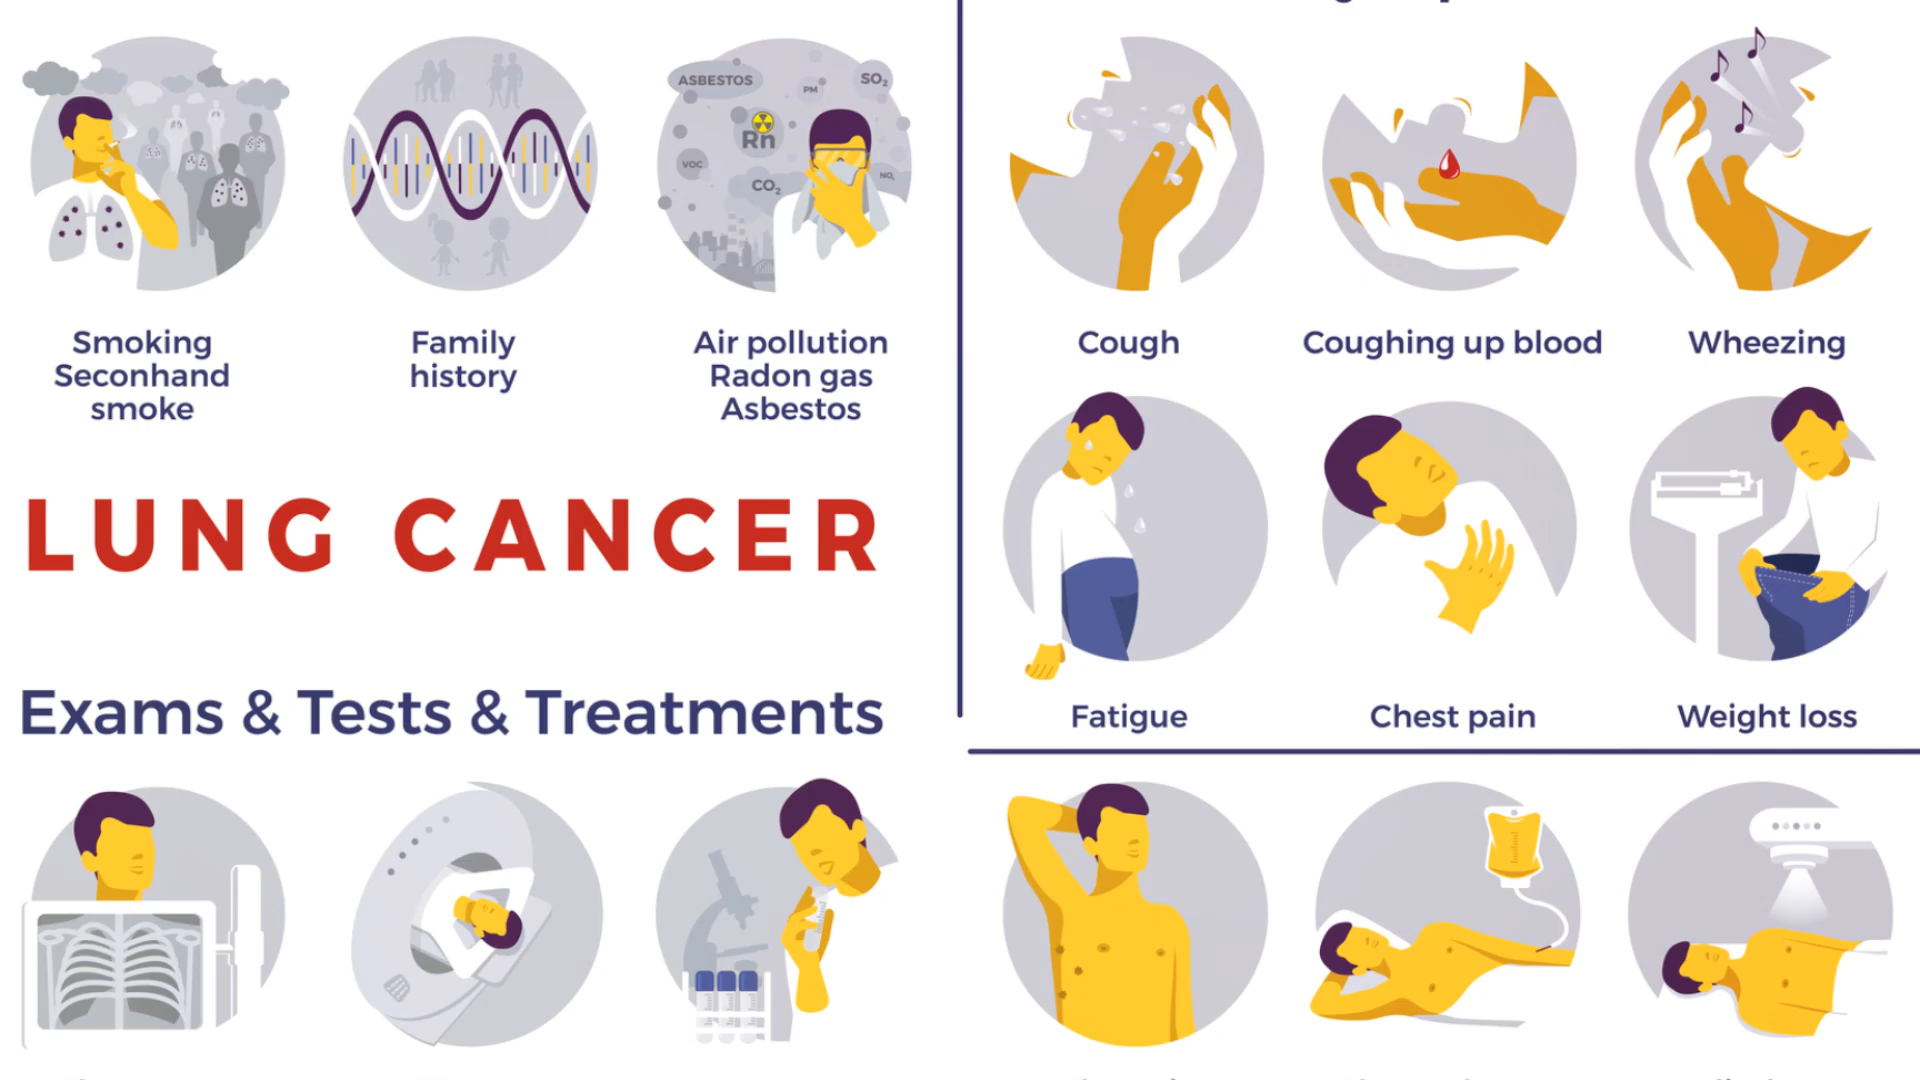 ASBESTOS
SO2
PM
Rn
VOC
CO2
NO
Smoking
Seconhand
smoke
Family
history
Air pollution
Radon gas
Asbestos
Cough
Coughing up blood
Wheezing
LUNG CANCER
Fatigue
Chest pain
Weight loss
Exams & Tests & Treatments